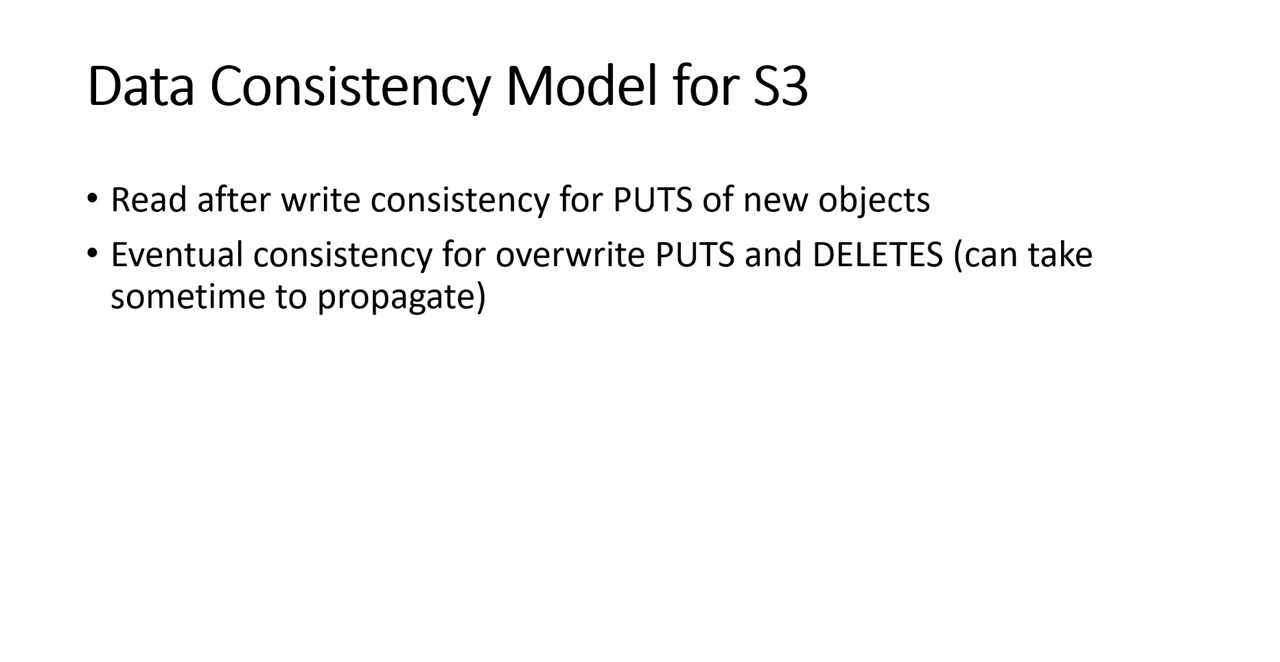 Data Consistency Model for S3
• Read after write consistency for PUTS of new objects
• Eventual consistency for overwrite PUTS and DELETES (can take
sometime to propagate)